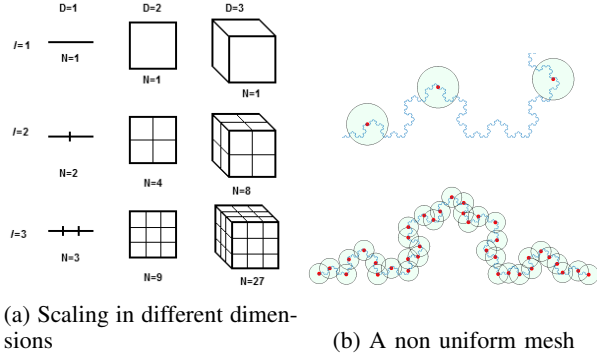 D=1 D=2 D=3
l=1
N=1 N=1 N=1
l=2
N=2 N=4 N=8
l=3
N=3 N=9 N=27
(a) Scaling in different dimen-
sions
(b) A non uniform mesh